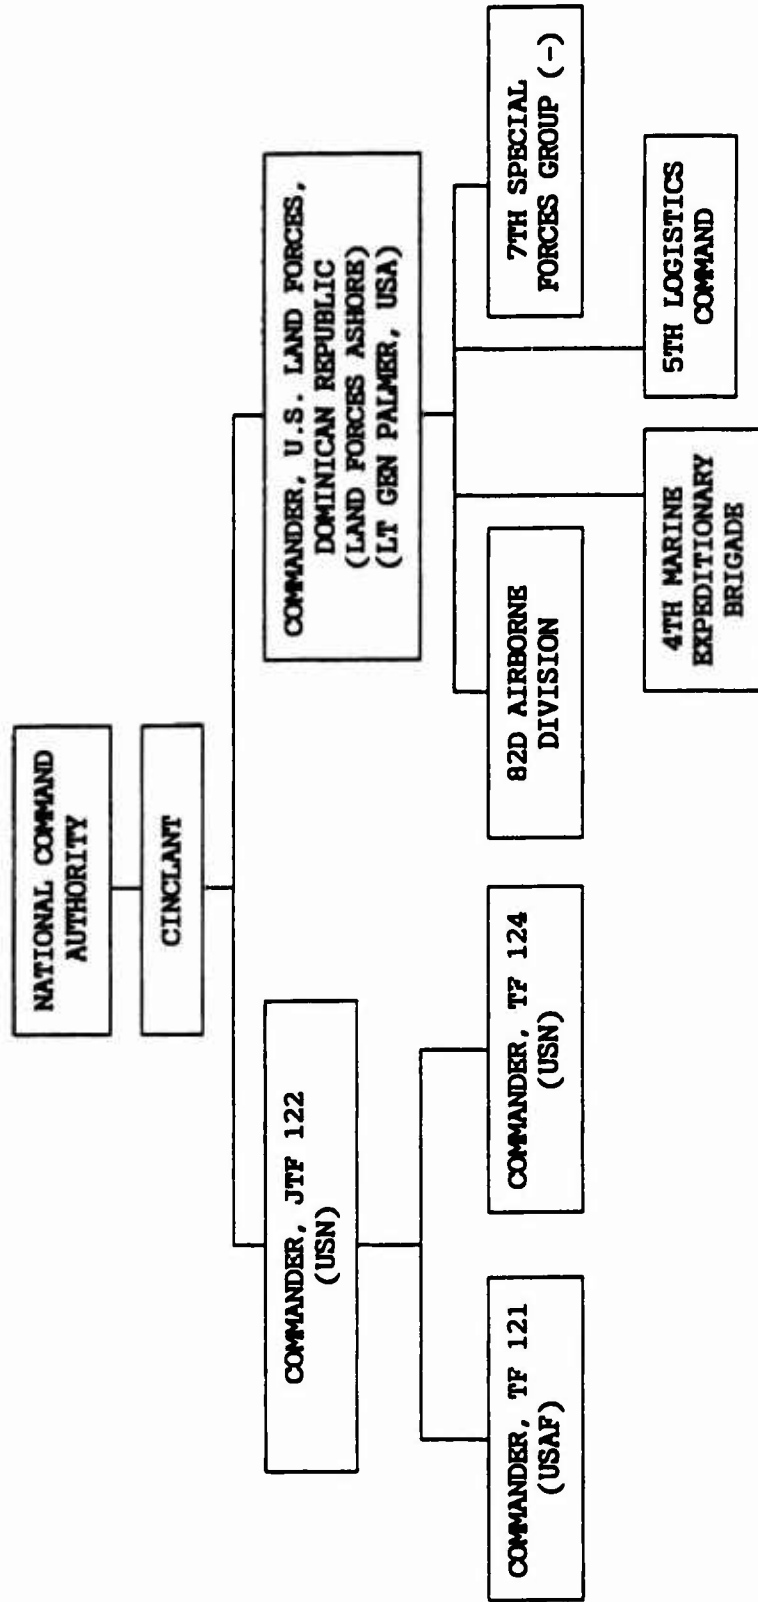 NATIONAL COMMAND
AUTHORITY
CINCLANT
COMMANDER, JTF 122
(USN)
COMMANDER, U.S. LAND FORCES,
DOMINICAN REPUBLIC
(LAND FORCES ASHORE)
(LT GEN PALMER, USA)
COMMANDER, TF 121
(USAF)
COMMANDER, TF 124
(USN)
82D AIRBORNE
DIVISION
7TH SPECIAL
FORCES GROUP (-)
4TH MARINE
EXPEDITIONARY
BRIGADE
5TH LOGISTICS
COMMAND